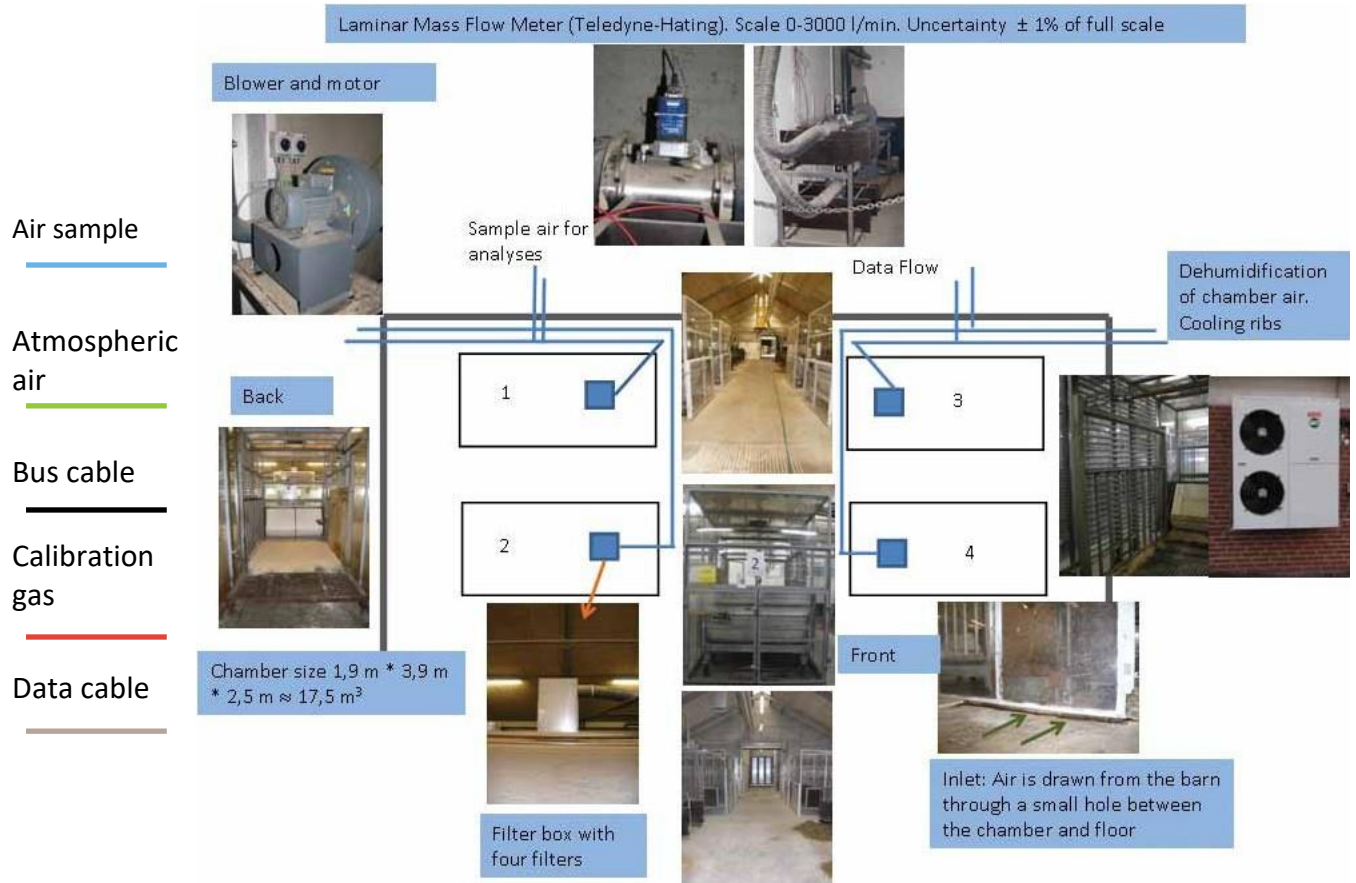 Laminar Mass Flow Meter (Teledyne-Hating). Scale 0-3000 l/min. Uncertainty ± 1% of full scale
Blower and motor
Air sample
Atmospheric
air
Bus cable
Calibration
gas
Data cable
Sample air for
analyses
Data Flow
Dehumidification
of chamber air.
Cooling ribs
Back
1
3
2
4
2
Front
Chamber size 1,9 m * 3,9 m
* 2,5 m ≈ 17,5 m³
Filter box with
four filters
Inlet: Air is drawn from the barn
through a small hole between
the chamber and floor